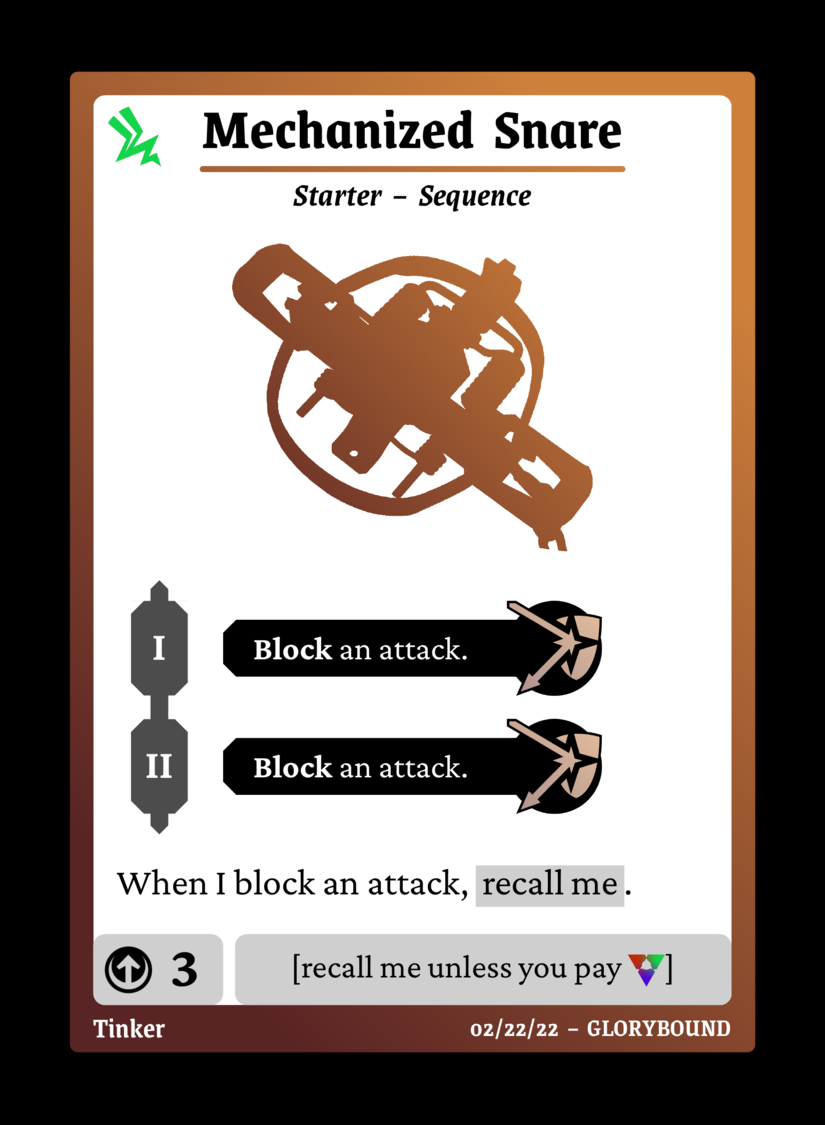 Mechanized Snare
Starter – Sequence
I
Block an attack.
II
Block an attack.
When I block an attack, recall me.
3
[recall me unless you pay ]
Tinker
02/22/22 – GLORYBOUND